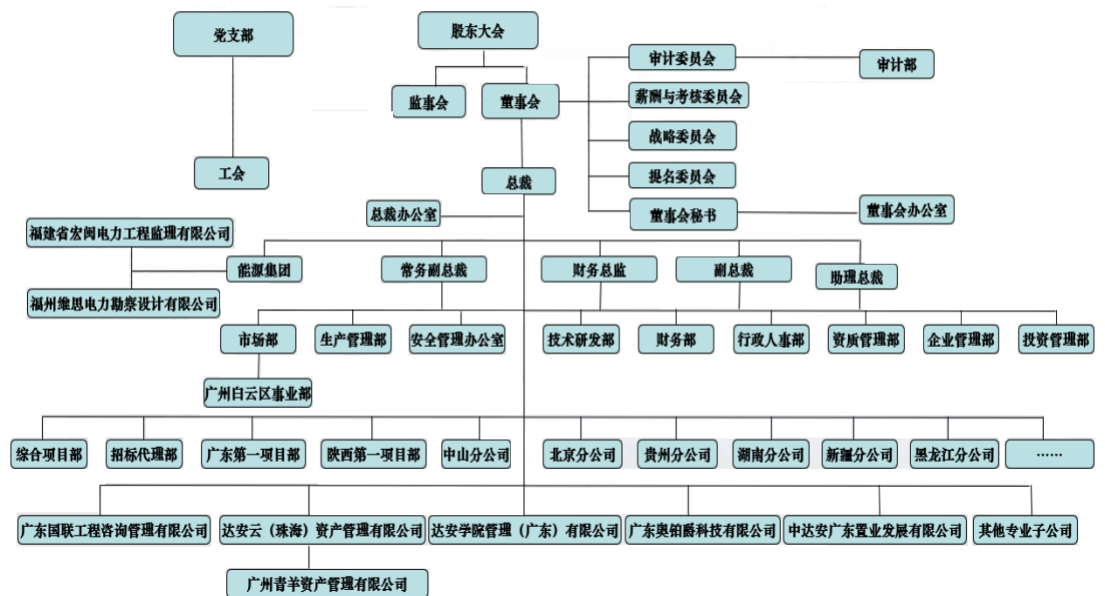 党支部
股东大会
审计委员会
审计部
监事会
董事会
薪酬与考核委员会
战略委员会
工会
总裁
提名委员会
总裁办公室
董事会秘书
董事会办公室
福建省宏闽电力工程监理有限公司
能源集团
常务副总裁
财务总监
副总裁
助理总裁
福州维思电力勘察设计有限公司
市场部
生产管理部
安全管理办公室
技术研发部
财务部
行政人事部
资质管理部
企业管理部
投资管理部
广州白云区事业部
综合项目部
招标代理部
广东第一项目部
陕西第一项目部
中山分公司
北京分公司
贵州分公司
湖南分公司
新疆分公司
黑龙江分公司
……
广东国联工程咨询管理有限公司
达安云（珠海）资产管理有限公司
达安学院管理（广东）有限公司
广东奥铂爵科技有限公司
中达安广东置业发展有限公司
其他专业子公司
广州青羊资产管理有限公司